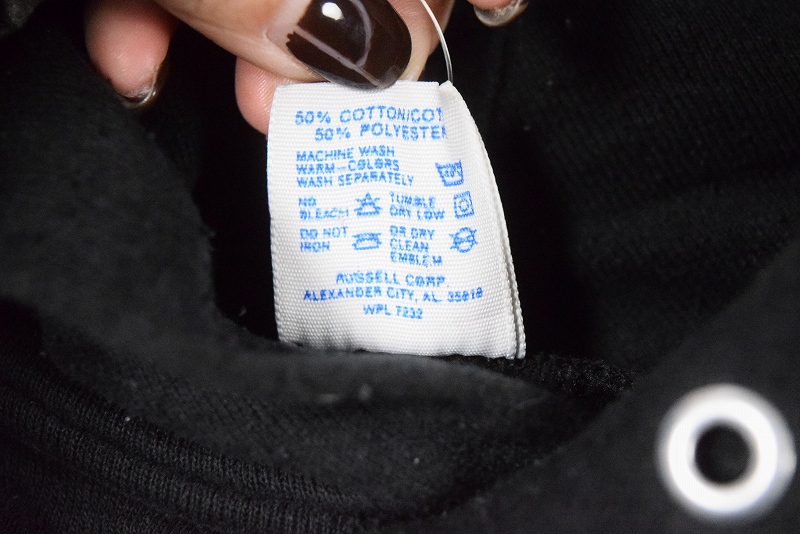 50% COTTON/COT
50% POLYESTER
MACHINE WASH
WARM-COLORS
WASH SEPARATELY
NO BLEACH
TUMBLE DRY LOW
DO NOT IRON
OR DRY CLEAN EMBLEM
RUSSELL CORP.
ALEXANDER CITY, AL. 35010
WPL 7232